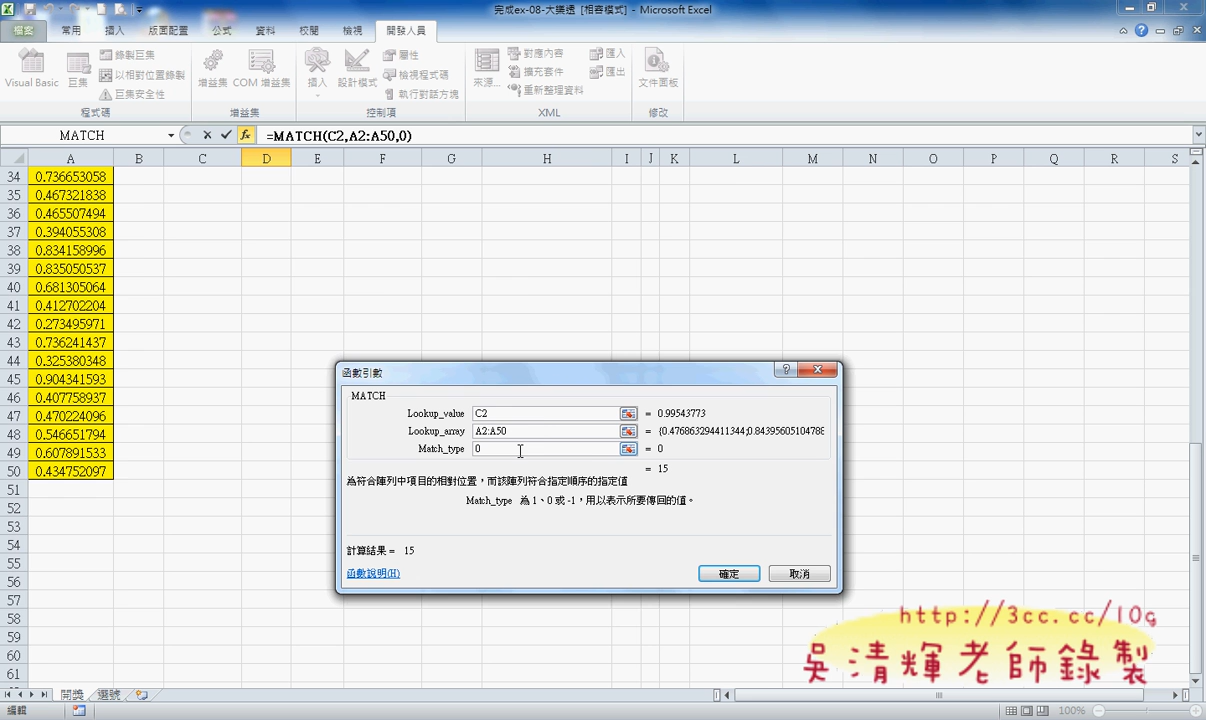 完成ex-08-大樂透 [相容模式] - Microsoft Excel
檔案 常用 插入 版面配置 公式 資料 校閱 檢視 開發人員
Visual Basic 巨集 錄製巨集 以相對位置錄製 巨集安全性 增益集 COM 增益集 插入 設計模式 屬性 檢視程式碼 執行對話方塊 來源... 對應內容 擴充套件 重新整理資料 匯入 匯出 文件面板
程式碼 增益集 控制項 XML 修改
MATCH =MATCH(C2,A2:A50,0)
A B C D E F G H I J K L M N O P Q R S
34 0.736653058
35 0.467321838
36 0.465507494
37 0.394055308
38 0.834158996
39 0.835050537
40 0.681305064
41 0.412702204
42 0.273495971
43 0.736241437
44 0.325380348
45 0.904341593
46 0.407758937
47 0.470224096
48 0.546651794
49 0.607891533
50 0.434752097
51
52
53
54
55
56
57
58
59
60
61
函數引數
MATCH
Lookup_value C2 = 0.99543773
Lookup_array A2:A50 = {0.476863294411344;0.84395605104788
Match_type 0 = 0
= 15
為符合陣列中項目的相對位置，而該陣列符合指定順序的指定值
Match_type 為 1、0 或 -1，用以表示所要傳回的值。
計算結果 = 15
函數說明(H) 確定 取消
http://3cc.cc/10g
吳清輝老師錄製
開獎 選號
編輯 100%